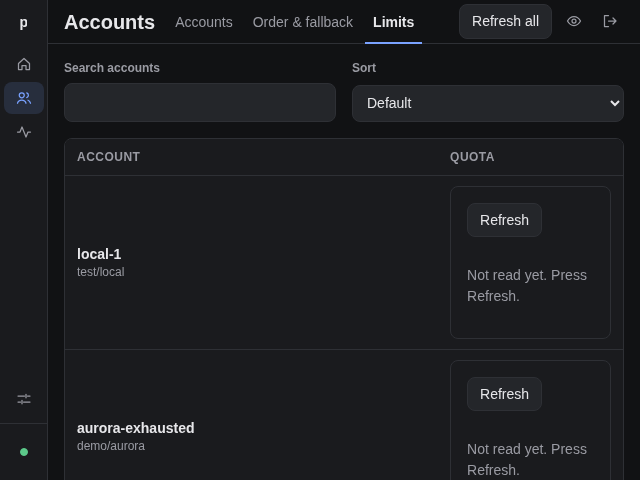 p
Accounts
Accounts Order & fallback Limits
Refresh all
Search accounts
Sort
Default
ACCOUNT QUOTA
local-1
test/local
Refresh
Not read yet. Press
Refresh.
aurora-exhausted
demo/aurora
Refresh
Not read yet. Press
Refresh.